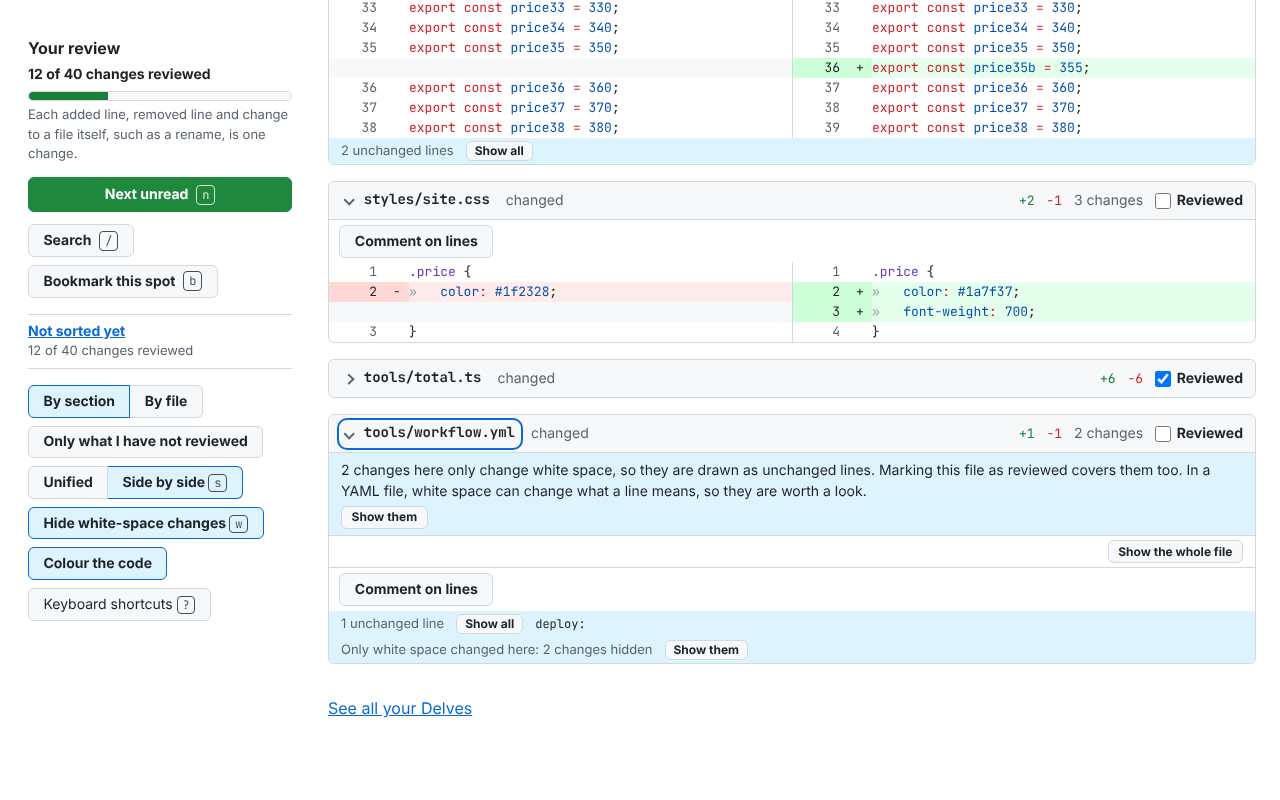 Your review
12 of 40 changes reviewed
Each added line, removed line and change
to a file itself, such as a rename, is one
change.
Next unread n
Search /
Bookmark this spot b
Not sorted yet
12 of 40 changes reviewed
By section By file
Only what I have not reviewed
Unified Side by side s
Hide white-space changes w
Colour the code
Keyboard shortcuts ?
33 export const price33 = 330; 33 export const price33 = 330;
34 export const price34 = 340; 34 export const price34 = 340;
35 export const price35 = 350; 35 export const price35 = 350;
36 + export const price35b = 355;
36 export const price36 = 360; 37 export const price36 = 360;
37 export const price37 = 370; 38 export const price37 = 370;
38 export const price38 = 380; 39 export const price38 = 380;
2 unchanged lines Show all
styles/site.css changed +2 -1 3 changes Reviewed
Comment on lines
1 .price { 1 .price {
2 - » color: #1f2328; 2 + » color: #1a7f37;
3 + » font-weight: 700;
3 } 4 }
tools/total.ts changed +6 -6 Reviewed
tools/workflow.yml changed +1 -1 2 changes Reviewed
2 changes here only change white space, so they are drawn as unchanged lines. Marking this file as reviewed covers them too. In a
YAML file, white space can change what a line means, so they are worth a look.
Show them
Show the whole file
Comment on lines
1 unchanged line Show all deploy:
Only white space changed here: 2 changes hidden Show them
See all your Delves